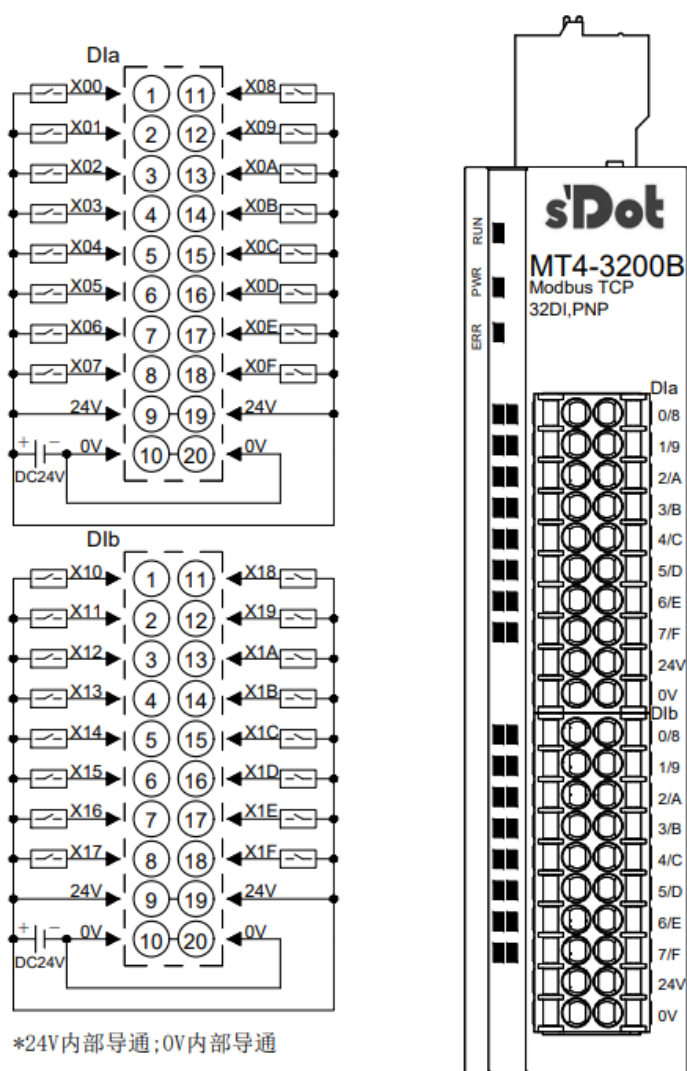 DIa
X00 1 11 X08
X01 2 12 X09
X02 3 13 X0A
X03 4 14 X0B
X04 5 15 X0C
X05 6 16 X0D
X06 7 17 X0E
X07 8 18 X0F
24V 9 19 24V
+ − 0V 10 20 0V
DC24V
DIb
X10 1 11 X18
X11 2 12 X19
X12 3 13 X1A
X13 4 14 X1B
X14 5 15 X1C
X15 6 16 X1D
X16 7 17 X1E
X17 8 18 X1F
24V 9 19 24V
+ − 0V 10 20 0V
DC24V
*24V内部导通;0V内部导通
s'Dot
RUN
PWR
ERR
MT4-3200B
Modbus TCP
32DI,PNP
DIa
0/8
1/9
2/A
3/B
4/C
5/D
6/E
7/F
24V
0V
DIb
0/8
1/9
2/A
3/B
4/C
5/D
6/E
7/F
24V
0V